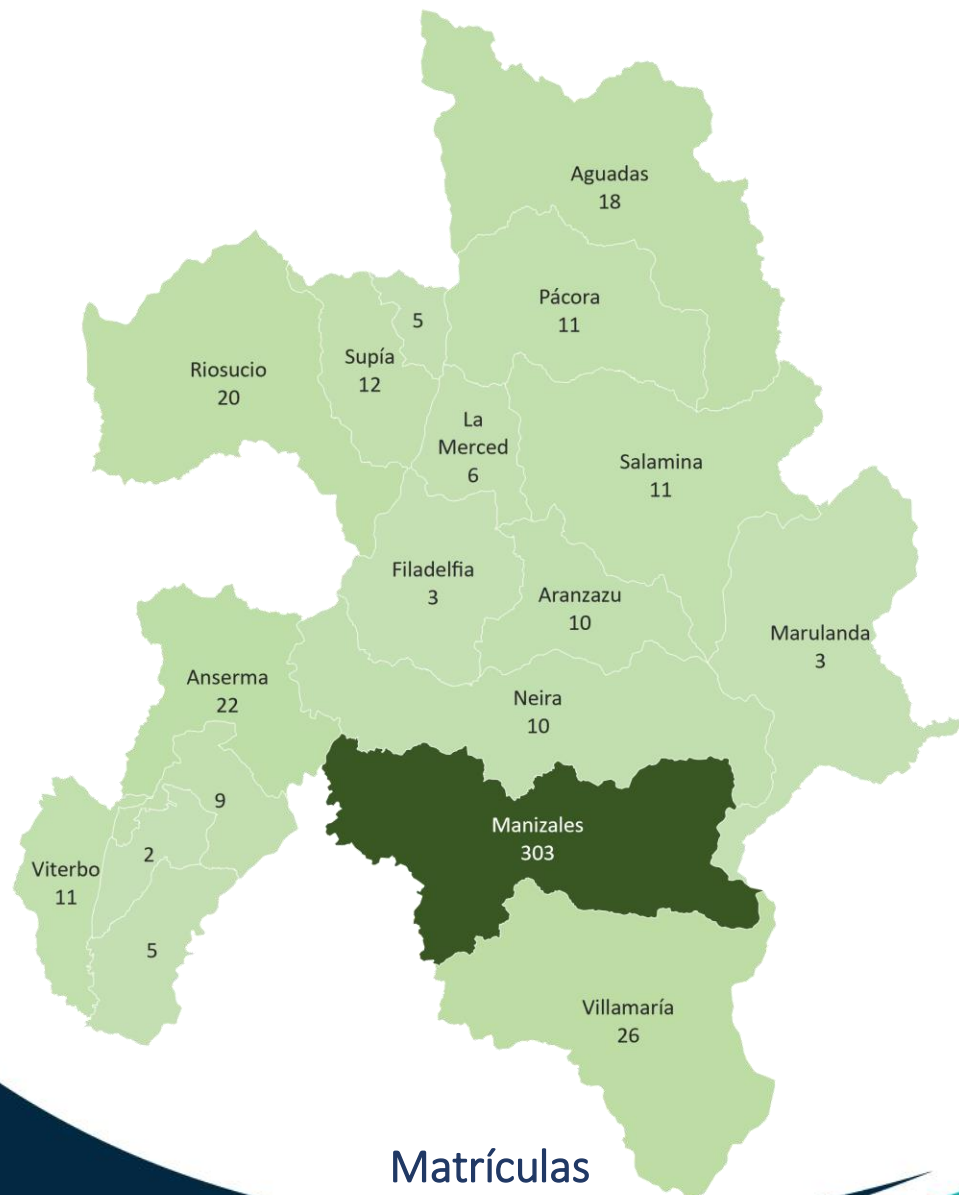 Aguadas
18
Pácora
11
5
Supía
12
Riosucio
20
La
Merced
6
Salamina
11
Filadelfia
3
Aranzazu
10
Marulanda
3
Anserma
22
Neira
10
9
Manizales
303
2
Viterbo
11
5
Villamaría
26
Matrículas